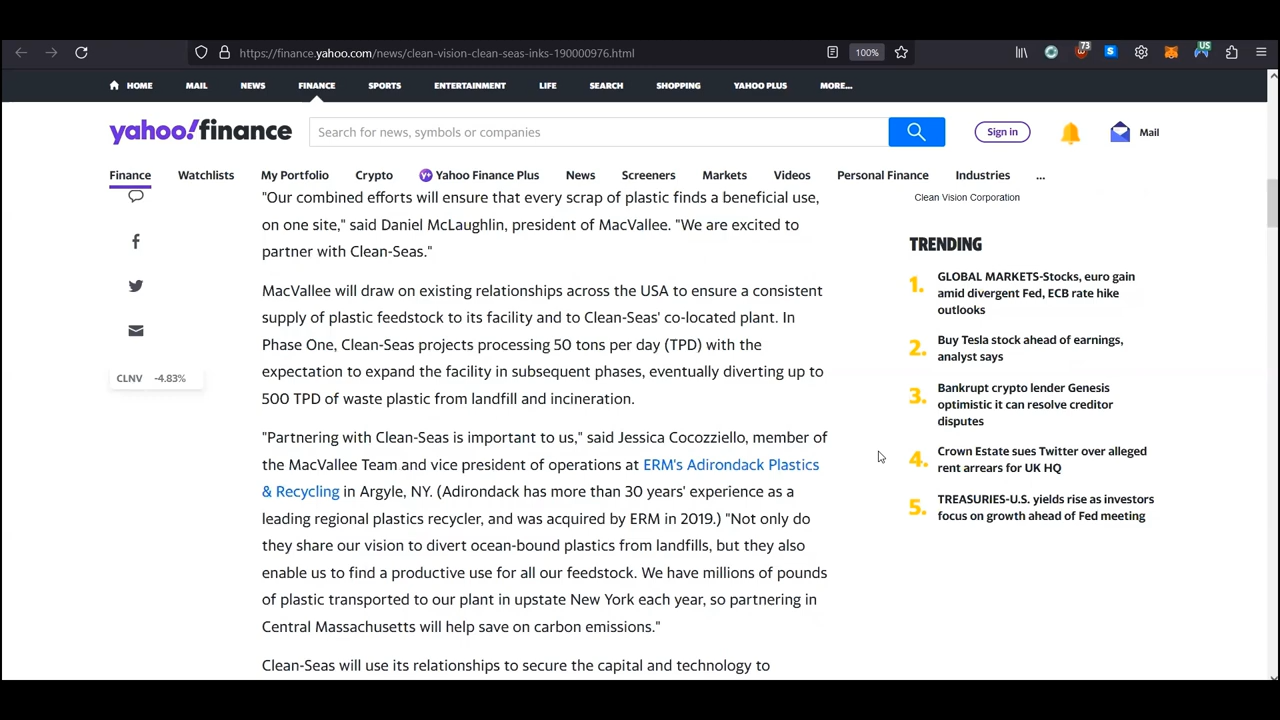 https://finance.yahoo.com/news/clean-vision-clean-seas-inks-190000976.html
100%
73
S
US
HOME
MAIL
NEWS
FINANCE
SPORTS
ENTERTAINMENT
LIFE
SEARCH
SHOPPING
YAHOO PLUS
MORE...
yahoo!finance
Search for news, symbols or companies
Sign in
Mail
Finance
Watchlists
My Portfolio
Crypto
Y+ Yahoo Finance Plus
News
Screeners
Markets
Videos
Personal Finance
Industries
...
"Our combined efforts will ensure that every scrap of plastic finds a beneficial use,
on one site," said Daniel McLaughlin, president of MacVallee. "We are excited to
partner with Clean-Seas."
MacVallee will draw on existing relationships across the USA to ensure a consistent
supply of plastic feedstock to its facility and to Clean-Seas' co-located plant. In
Phase One, Clean-Seas projects processing 50 tons per day (TPD) with the
expectation to expand the facility in subsequent phases, eventually diverting up to
500 TPD of waste plastic from landfill and incineration.
"Partnering with Clean-Seas is important to us," said Jessica Cocozziello, member of
the MacVallee Team and vice president of operations at ERM's Adirondack Plastics
& Recycling in Argyle, NY. (Adirondack has more than 30 years' experience as a
leading regional plastics recycler, and was acquired by ERM in 2019.) "Not only do
they share our vision to divert ocean-bound plastics from landfills, but they also
enable us to find a productive use for all our feedstock. We have millions of pounds
of plastic transported to our plant in upstate New York each year, so partnering in
Central Massachusetts will help save on carbon emissions."
Clean-Seas will use its relationships to secure the capital and technology to
CLNV -4.83%
Clean Vision Corporation
TRENDING
1. GLOBAL MARKETS-Stocks, euro gain
amid divergent Fed, ECB rate hike
outlooks
2. Buy Tesla stock ahead of earnings,
analyst says
3. Bankrupt crypto lender Genesis
optimistic it can resolve creditor
disputes
4. Crown Estate sues Twitter over alleged
rent arrears for UK HQ
5. TREASURIES-U.S. yields rise as investors
focus on growth ahead of Fed meeting